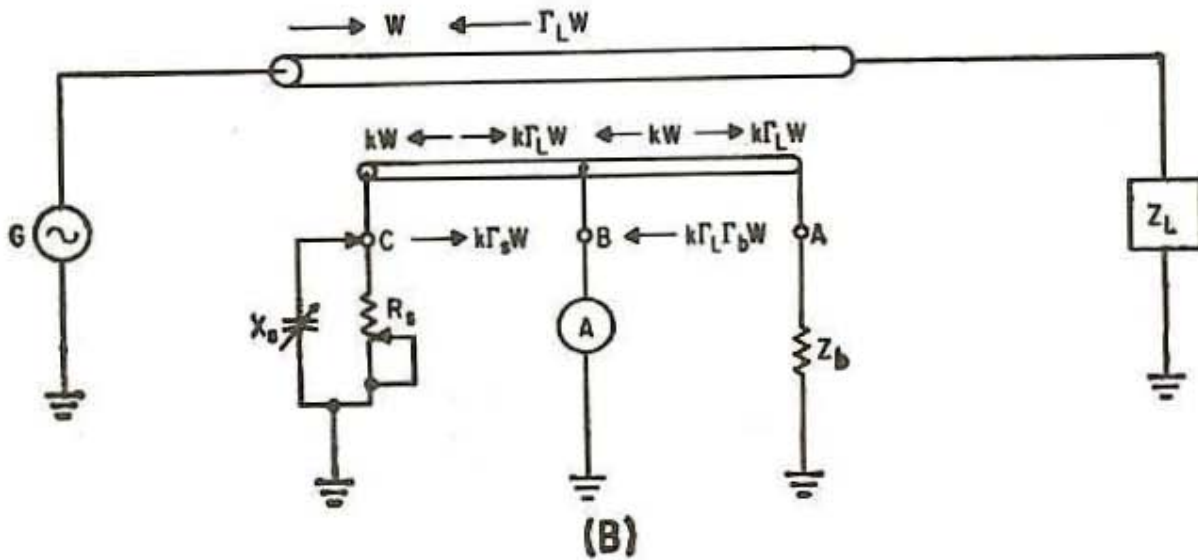 W Γ_L W
kW kΓ_L W kW kΓ_L W
G C kΓ_s W B kΓ_L Γ_b W A Z_L
X_s R_s A Z_b
(B)